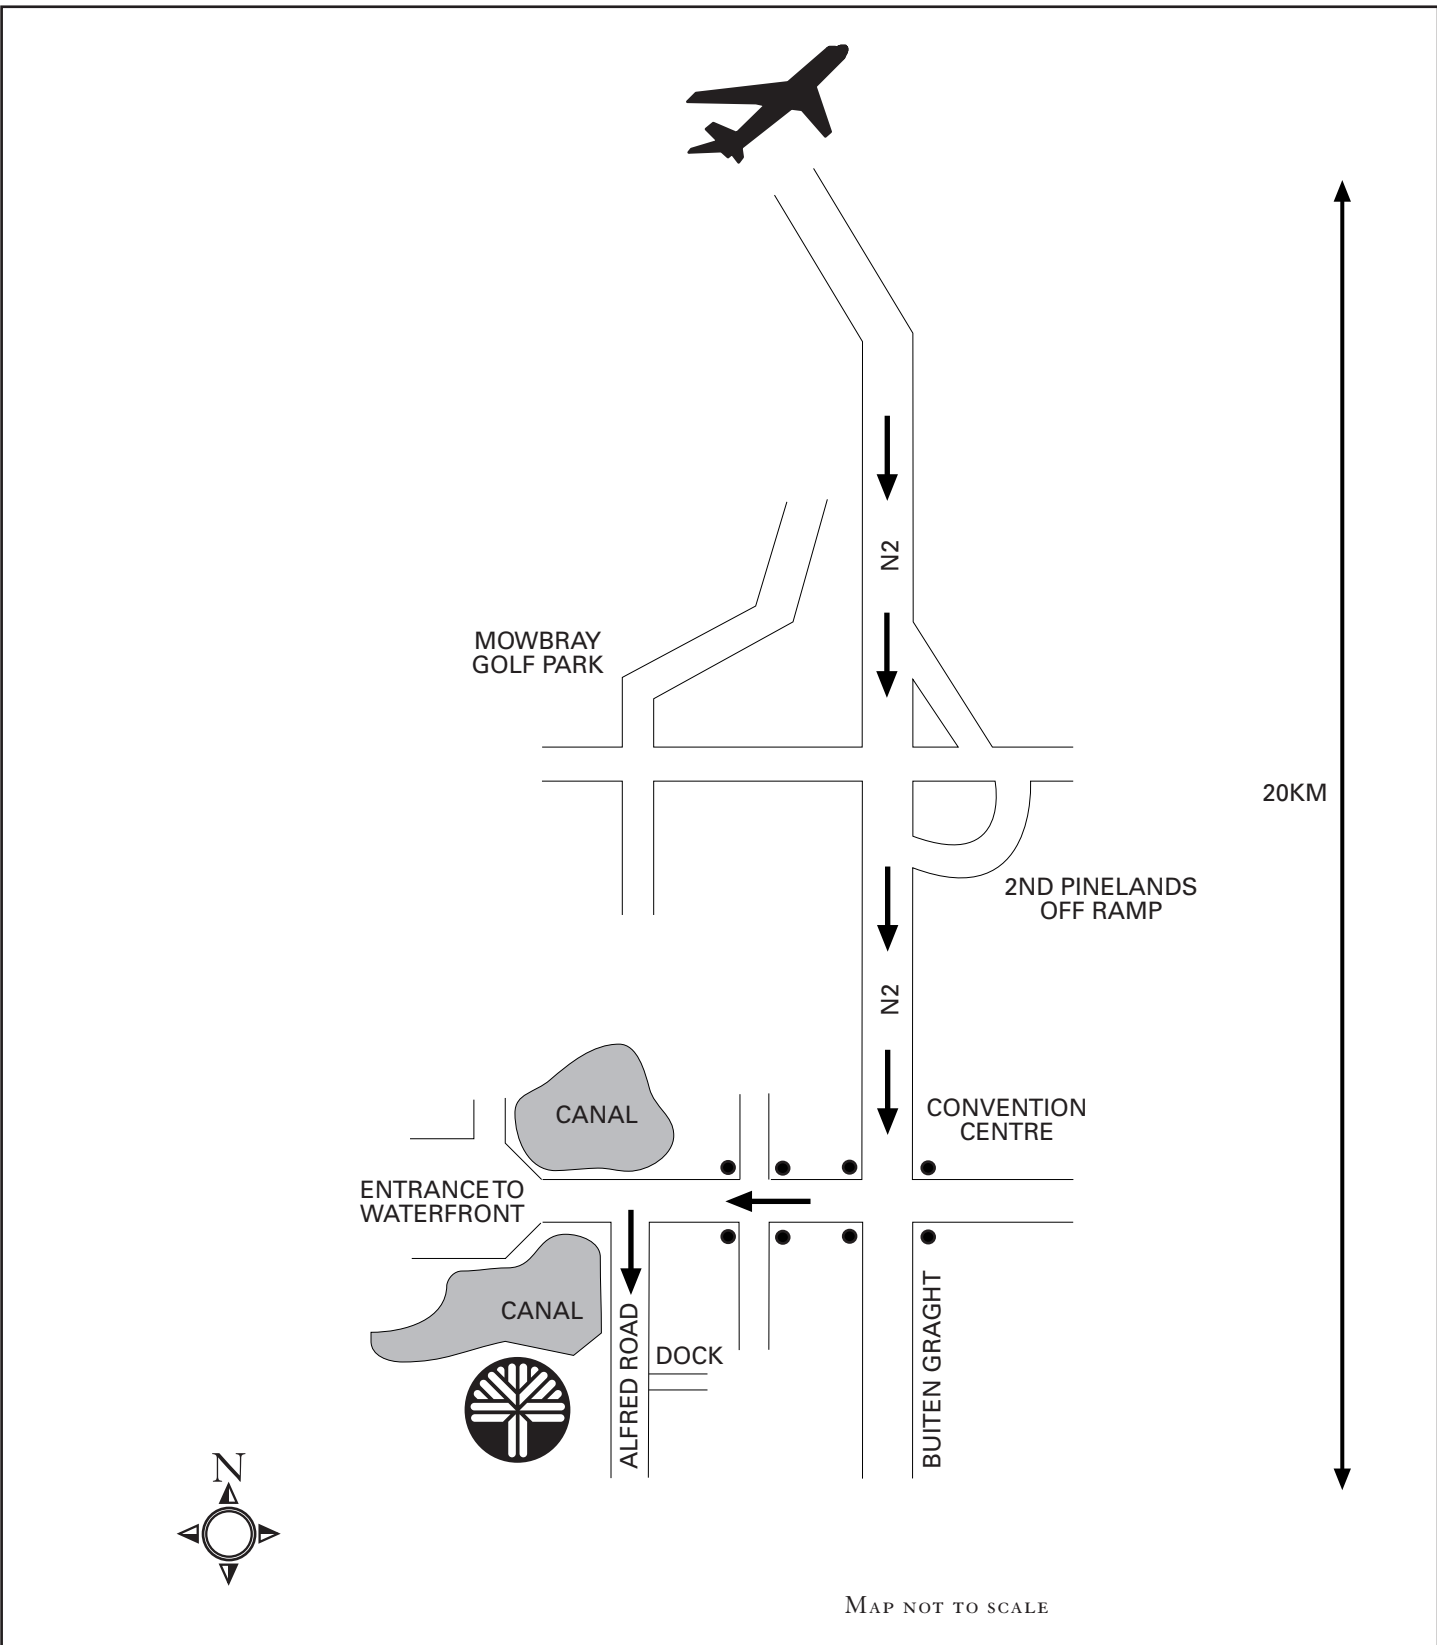 N2
MOWBRAY
GOLF PARK
20KM
2ND PINELANDS
OFF RAMP
N2
CONVENTION
CENTRE
CANAL
ENTRANCE TO
WATERFRONT
CANAL
ALFRED ROAD
DOCK
BUITEN GRAGHT
N
MAP NOT TO SCALE